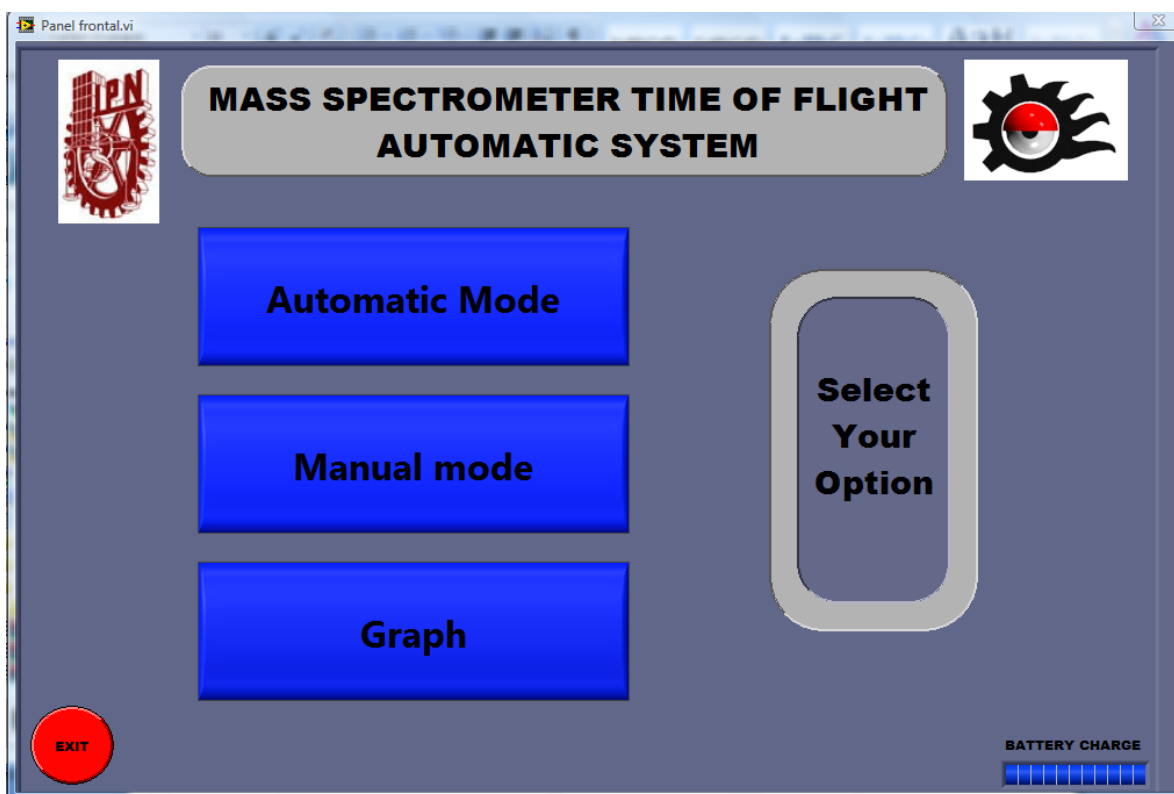 Panel frontal.vi
IPN
MASS SPECTROMETER TIME OF FLIGHT
AUTOMATIC SYSTEM
Automatic Mode
Manual mode
Graph
Select
Your
Option
EXIT
BATTERY CHARGE